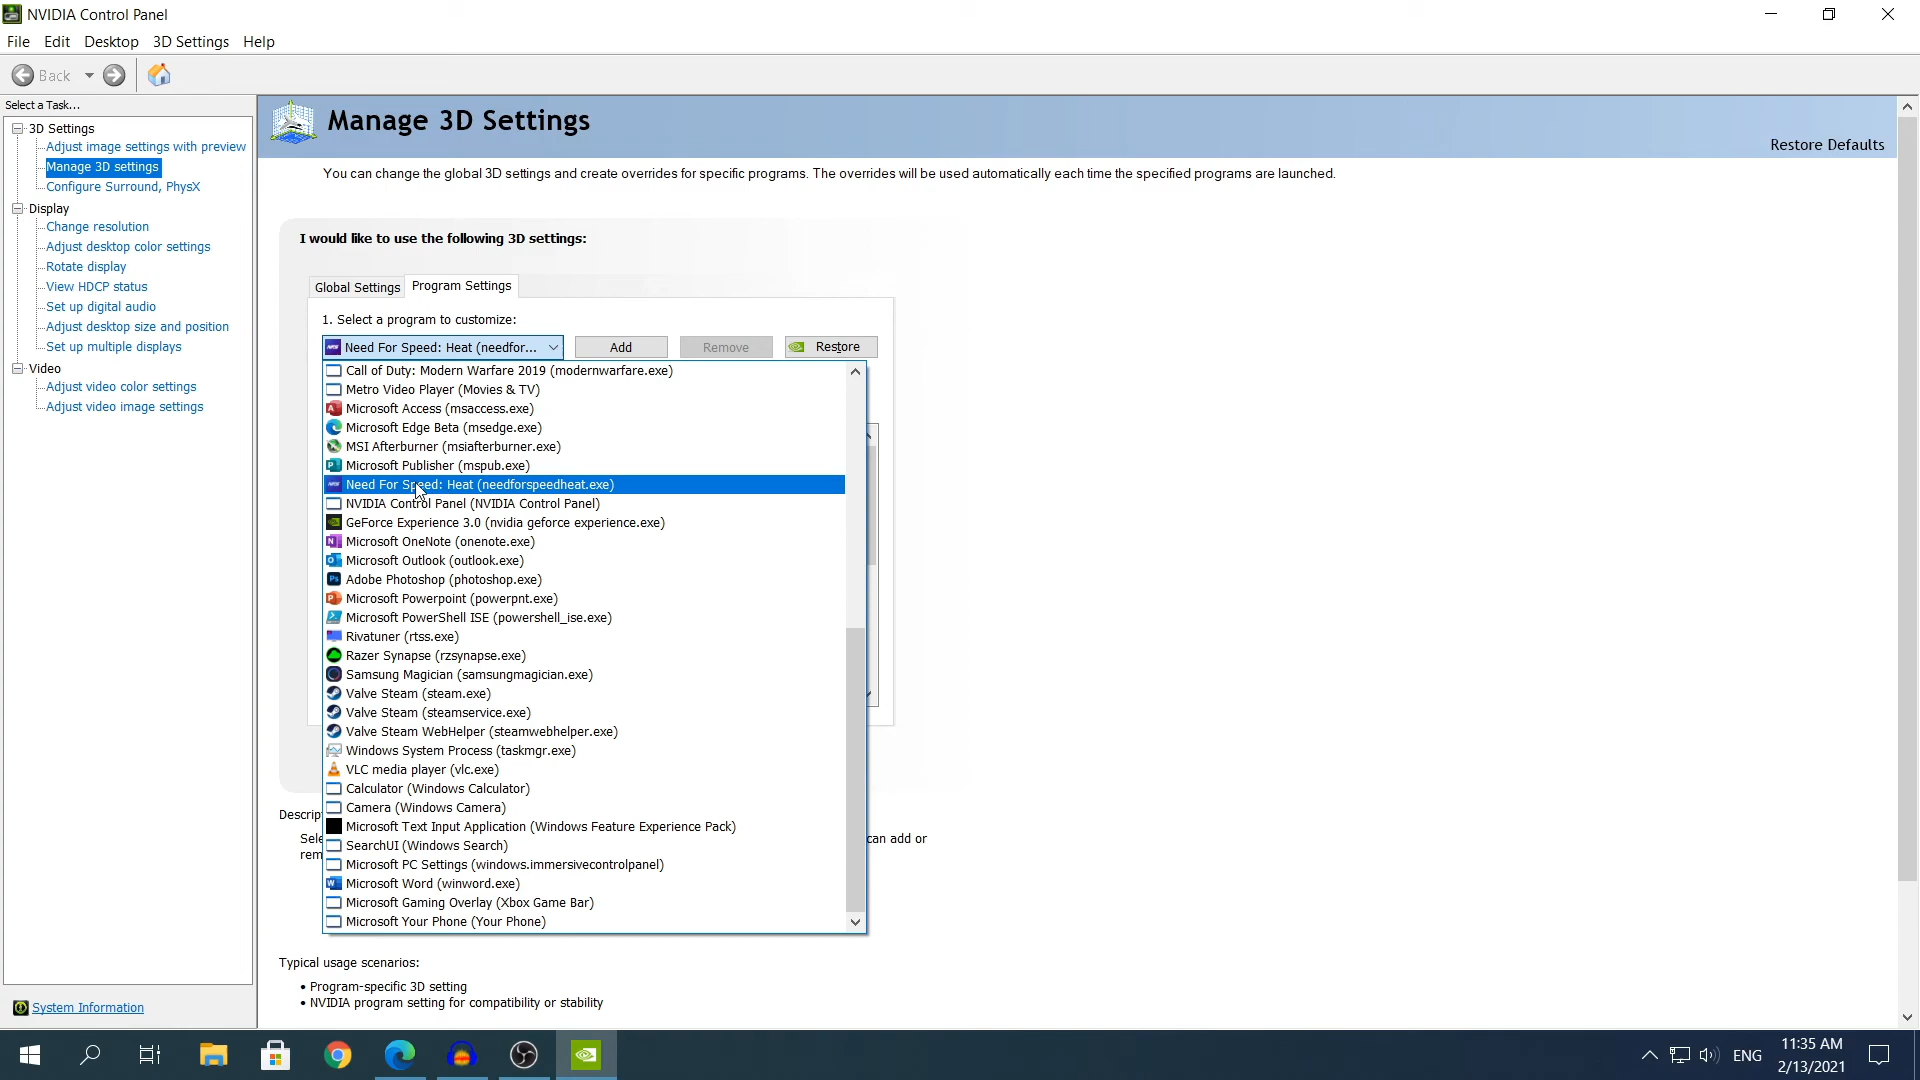 NVIDIA Control Panel
File Edit Desktop 3D Settings Help
Back
Select a Task...
3D Settings
Adjust image settings with preview
Manage 3D settings
Configure Surround, PhysX
Display
Change resolution
Adjust desktop color settings
Rotate display
View HDCP status
Set up digital audio
Adjust desktop size and position
Set up multiple displays
Video
Adjust video color settings
Adjust video image settings
System Information
Manage 3D Settings
Restore Defaults
You can change the global 3D settings and create overrides for specific programs. The overrides will be used automatically each time the specified programs are launched.
I would like to use the following 3D settings:
Global Settings Program Settings
1. Select a program to customize:
Need For Speed: Heat (needfor... Add Remove Restore
Call of Duty: Modern Warfare 2019 (modernwarfare.exe)
Metro Video Player (Movies & TV)
Microsoft Access (msaccess.exe)
Microsoft Edge Beta (msedge.exe)
MSI Afterburner (msiafterburner.exe)
Microsoft Publisher (mspub.exe)
Need For Speed: Heat (needforspeedheat.exe)
NVIDIA Control Panel (NVIDIA Control Panel)
GeForce Experience 3.0 (nvidia geforce experience.exe)
Microsoft OneNote (onenote.exe)
Microsoft Outlook (outlook.exe)
Adobe Photoshop (photoshop.exe)
Microsoft Powerpoint (powerpnt.exe)
Microsoft PowerShell ISE (powershell_ise.exe)
Rivatuner (rtss.exe)
Razer Synapse (rzsynapse.exe)
Samsung Magician (samsungmagician.exe)
Valve Steam (steam.exe)
Valve Steam (steamservice.exe)
Valve Steam WebHelper (steamwebhelper.exe)
Windows System Process (taskmgr.exe)
VLC media player (vlc.exe)
Calculator (Windows Calculator)
Camera (Windows Camera)
Microsoft Text Input Application (Windows Feature Experience Pack)
SearchUI (Windows Search)
Microsoft PC Settings (windows.immersivecontrolpanel)
Microsoft Word (winword.exe)
Microsoft Gaming Overlay (Xbox Game Bar)
Microsoft Your Phone (Your Phone)
Descrip
Sele can add or
rem
Typical usage scenarios:
• Program-specific 3D setting
• NVIDIA program setting for compatibility or stability
ENG
11:35 AM
2/13/2021